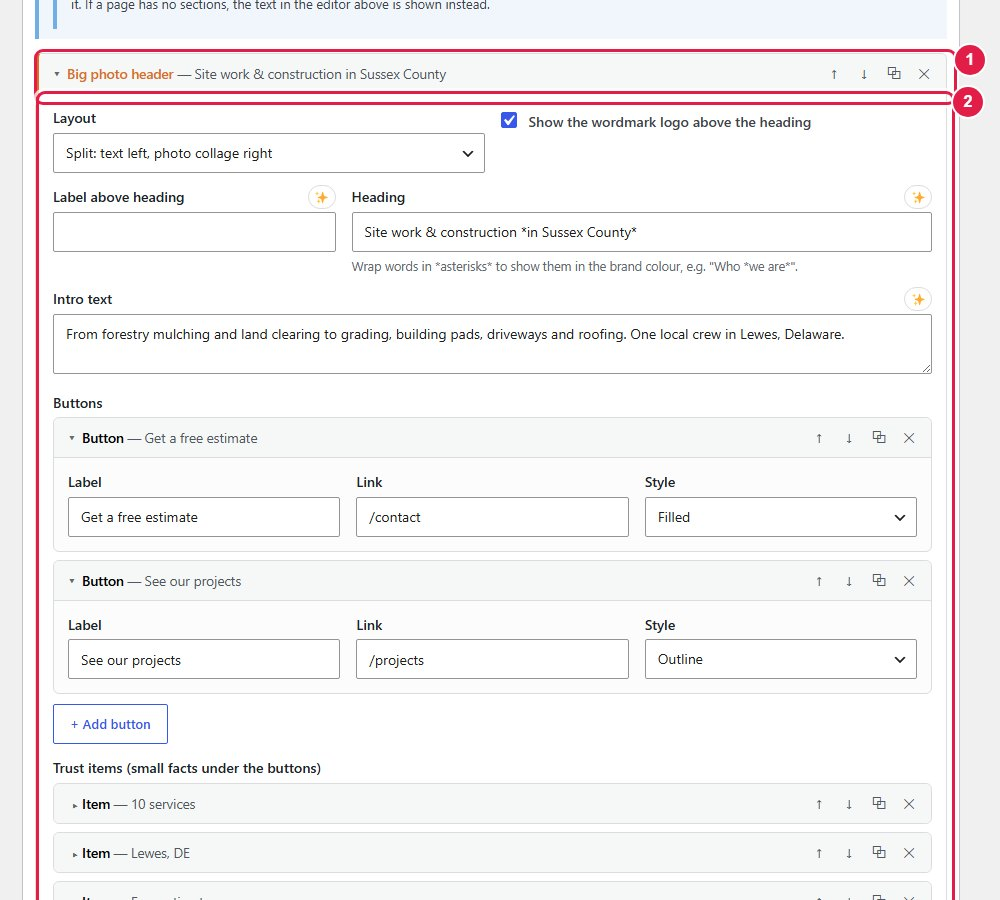 it. If a page has no sections, the text in the editor above is shown instead.
1
Big photo header — Site work & construction in Sussex County
2
Layout
Show the wordmark logo above the heading
Split: text left, photo collage right
Label above heading
Heading
Site work & construction *in Sussex County*
Wrap words in *asterisks* to show them in the brand colour, e.g. "Who *we are*".
Intro text
From forestry mulching and land clearing to grading, building pads, driveways and roofing. One local crew in Lewes, Delaware.
Buttons
Button — Get a free estimate
Label Link Style
Get a free estimate /contact Filled
Button — See our projects
Label Link Style
See our projects /projects Outline
+ Add button
Trust items (small facts under the buttons)
Item — 10 services
Item — Lewes, DE